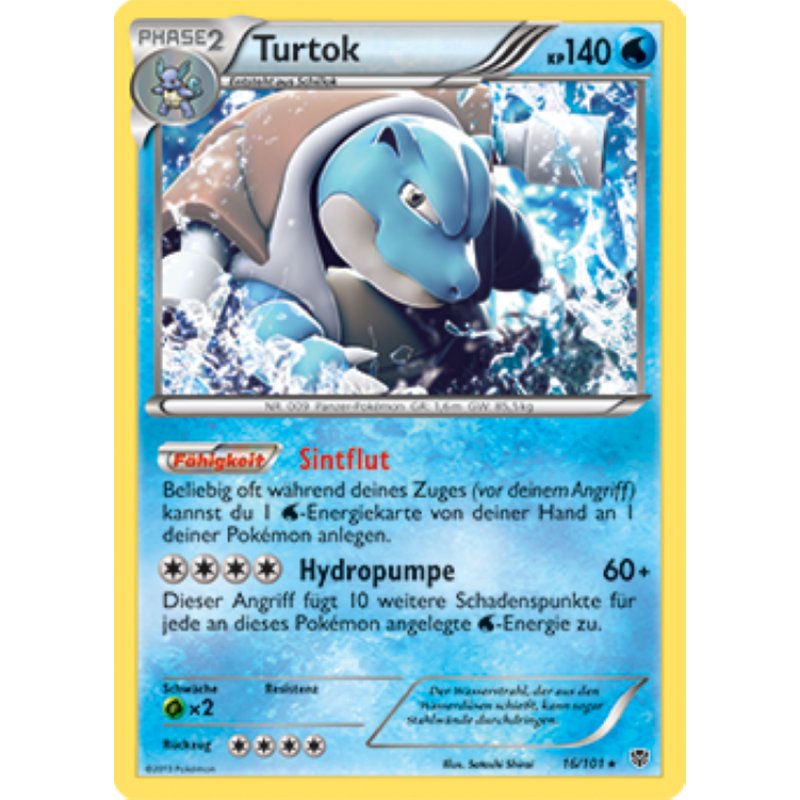 PHASE2 Turtok KP140
Entsteht aus Schillok
NR. 009 Panzer-Pokémon GR: 1,6m GW: 85,5kg
Fähigkeit Sintflut
Beliebig oft während deines Zuges (vor deinem Angriff)
kannst du 1 -Energiekarte von deiner Hand an 1
deiner Pokémon anlegen.
Hydropumpe 60+
Dieser Angriff fügt 10 weitere Schadenspunkte für
jede an dieses Pokémon angelegte -Energie zu.
Schwäche Resistenz
×2
Rückzug
Der Wasserstrahl, der aus den
Wasserdüsen schießt, kann sogar
Stahlwände durchdringen.
©2013 Pokémon Illus. Satoshi Shirai 16/101